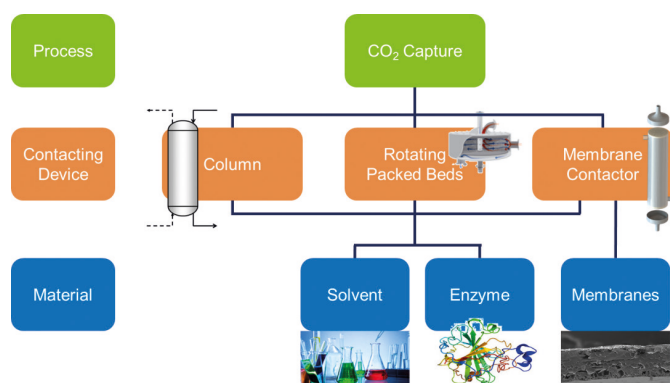 Process
CO₂ Capture
Contacting
Device
Column
Rotating
Packed Beds
Membrane
Contactor
Material
Solvent
Enzyme
Membranes